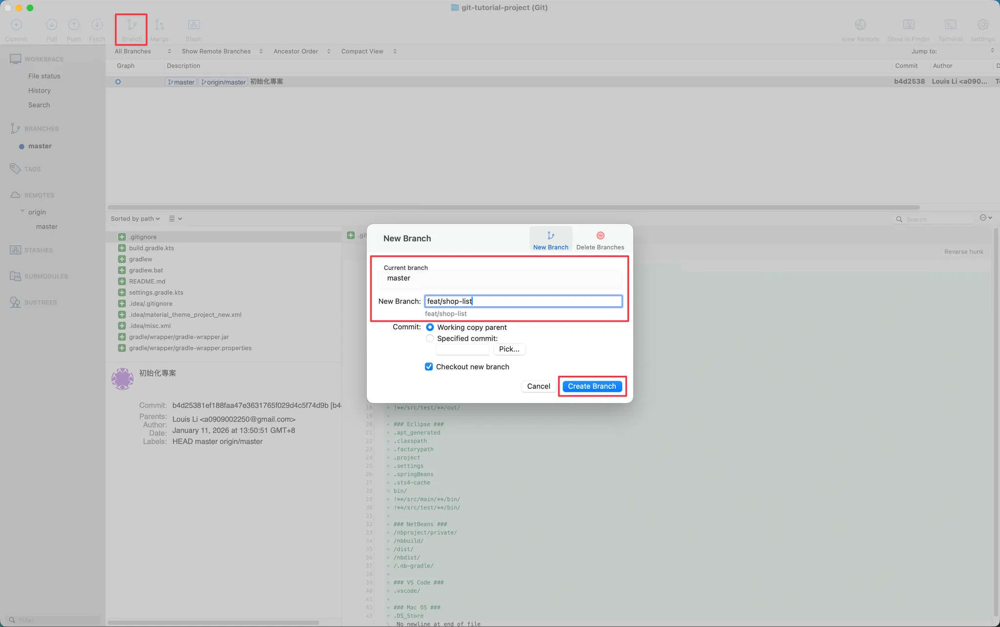 git-tutorial-project (Git)
Commit Pull Push Fetch Branch Merge Stash View Remote Show in Finder Terminal Settings
All Branches Show Remote Branches Ancestor Order Compact View Jump to:
Graph Description Commit Author D
master origin/master 初始化專案 b4d2538 Louis Li <a090...
WORKSPACE
File status
History
Search
BRANCHES
master
TAGS
REMOTES
origin
master
STASHES
SUBMODULES
SUBTREES
Filter
Sorted by path Search
.gitignore
build.gradle.kts
gradlew
gradlew.bat
README.md
settings.gradle.kts
.idea/.gitignore
.idea/material_theme_project_new.xml
.idea/misc.xml
gradle/wrapper/gradle-wrapper.jar
gradle/wrapper/gradle-wrapper.properties
初始化專案
Commit: b4d25381ef188faa47e3631765f029d4c5f74d9b [b4
Parents:
Author: Louis Li <a0909002250@gmail.com>
Date: January 11, 2026 at 13:50:51 GMT+8
Labels: HEAD master origin/master
.gi
Reverse hunk
New Branch
New Branch Delete Branches
Current branch
master
New Branch: feat/shop-list
feat/shop-list
Commit: Working copy parent
Specified commit:
Pick...
Checkout new branch
Cancel Create Branch
18 + !**/src/test/**/out/
19 +
20 + ### Eclipse ###
21 + .apt_generated
22 + .classpath
23 + .factorypath
24 + .project
25 + .settings
26 + .springBeans
27 + .sts4-cache
28 + bin/
29 + !**/src/main/**/bin/
30 + !**/src/test/**/bin/
31 +
32 + ### NetBeans ###
33 + /nbproject/private/
34 + /nbbuild/
35 + /dist/
36 + /nbdist/
37 + /.nb-gradle/
38 +
39 + ### VS Code ###
40 + .vscode/
41 +
42 + ### Mac OS ###
43 + .DS_Store
\ No newline at end of file